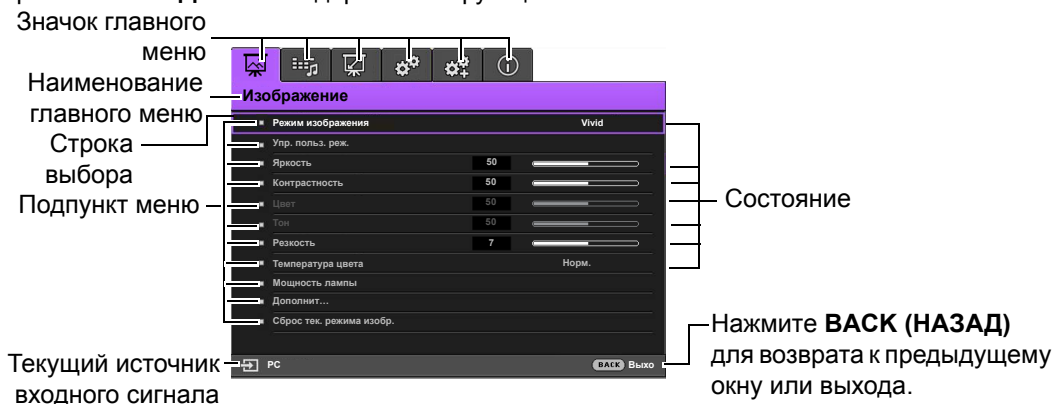 Значок главного
меню
Наименование
главного меню
Строка
выбора
Подпункт меню
Изображение
Режим изображения Vivid
Упр. польз. реж.
Яркость 50
Контрастность 50
Цвет 50
Тон 50
Резкость 7
Температура цвета Норм.
Мощность лампы
Дополнит...
Сброс тек. режима изобр.
PC BACK Выхо
Состояние
Текущий источник
входного сигнала
Нажмите BACK (НАЗАД)
для возврата к предыдущему
окну или выхода.